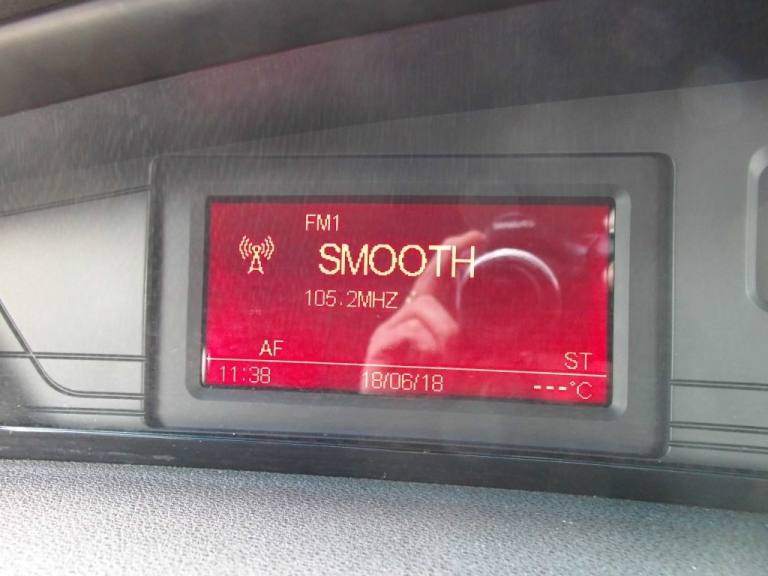 FM1
SMOOTH
105.2MHZ
AF
ST
11:38 18/06/18 ---°C